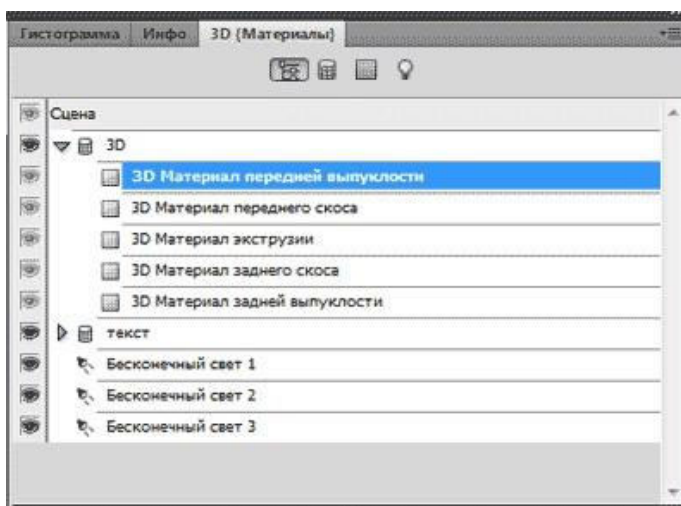 Гистограмма Инфо 3D {Материалы}
Сцена
3D
3D Материал передней выпуклости
3D Материал переднего скоса
3D Материал экструзии
3D Материал заднего скоса
3D Материал задней выпуклости
текст
Бесконечный свет 1
Бесконечный свет 2
Бесконечный свет 3